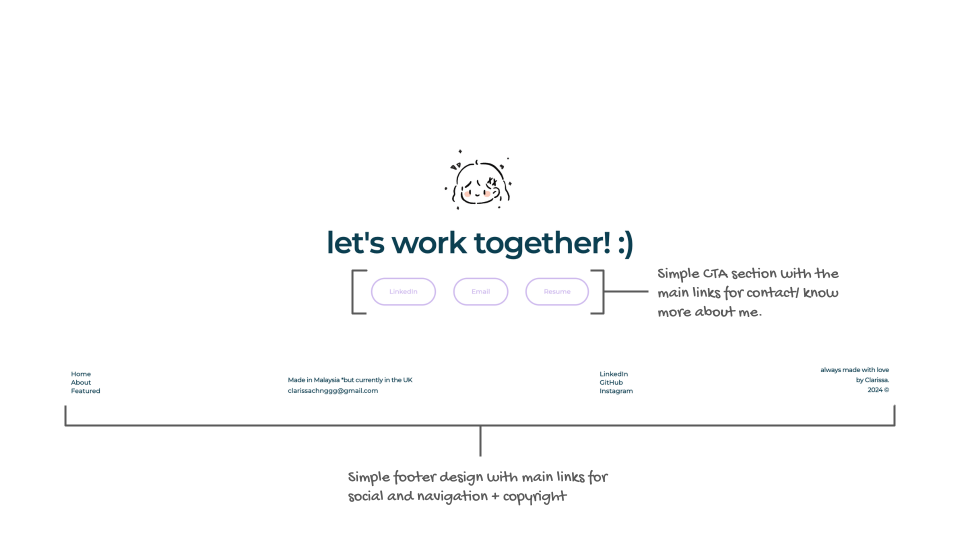 let's work together! :)
LinkedIn
Email
Resume
Simple CTA section with the
main links for contact/ know
more about me.
Home
About
Featured
Made in Malaysia *but currently in the UK
clarissachnggg@gmail.com
LinkedIn
GitHub
Instagram
always made with love
by Clarissa.
2024 ©
Simple footer design with main links for
social and navigation + copyright